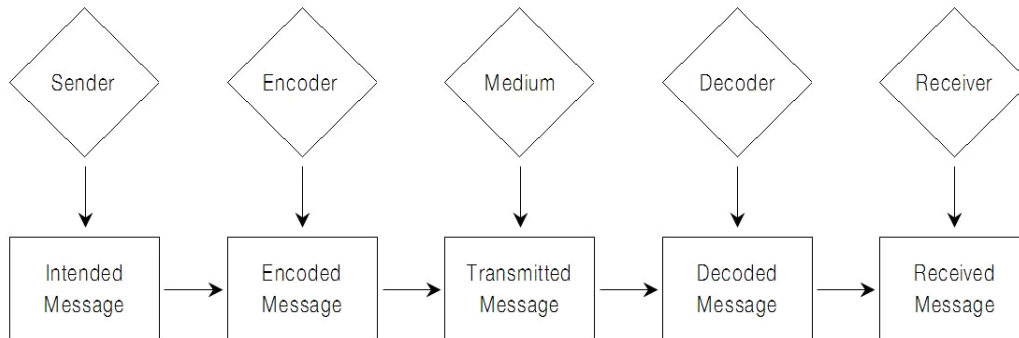 Sender
Encoder
Medium
Decoder
Receiver
Intended
Message
Encoded
Message
Transmitted
Message
Decoded
Message
Received
Message